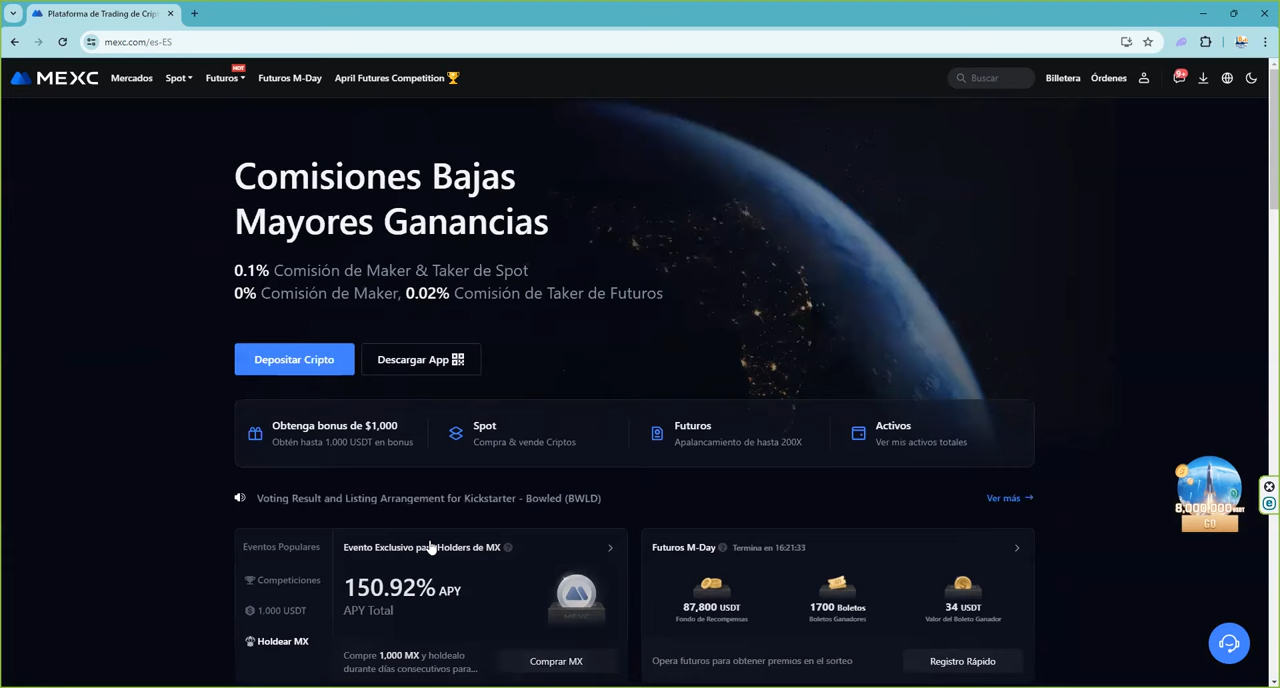 Plataforma de Trading de Crip
mexc.com/es-ES
MEXC
Mercados
Spot
HOT
Futuros
Futuros M-Day
April Futures Competition
Buscar
Billetera
Órdenes
9+
Comisiones Bajas
Mayores Ganancias
0.1% Comisión de Maker & Taker de Spot
0% Comisión de Maker, 0.02% Comisión de Taker de Futuros
Depositar Cripto
Descargar App
Obtenga bonus de $1,000
Obtén hasta 1,000 USDT en bonus
Spot
Compra & vende Criptos
Futuros
Apalancamiento de hasta 200X
Activos
Ver mis activos totales
8,000,000 USDT
GO
Voting Result and Listing Arrangement for Kickstarter - Bowled (BWLD)
Ver más
Eventos Populares
Competiciones
1,000 USDT
Holdear MX
Evento Exclusivo para Holders de MX
150.92% APY
APY Total
MEXC
Compre 1,000 MX y holdealo
durante días consecutivos para...
Comprar MX
Futuros M-Day
Termina en 16:21:33
87,800 USDT
Fondo de Recompensas
1700 Boletos
Boletos Ganadores
34 USDT
Valor del Boleto Ganador
Opera futuros para obtener premios en el sorteo
Registro Rápido